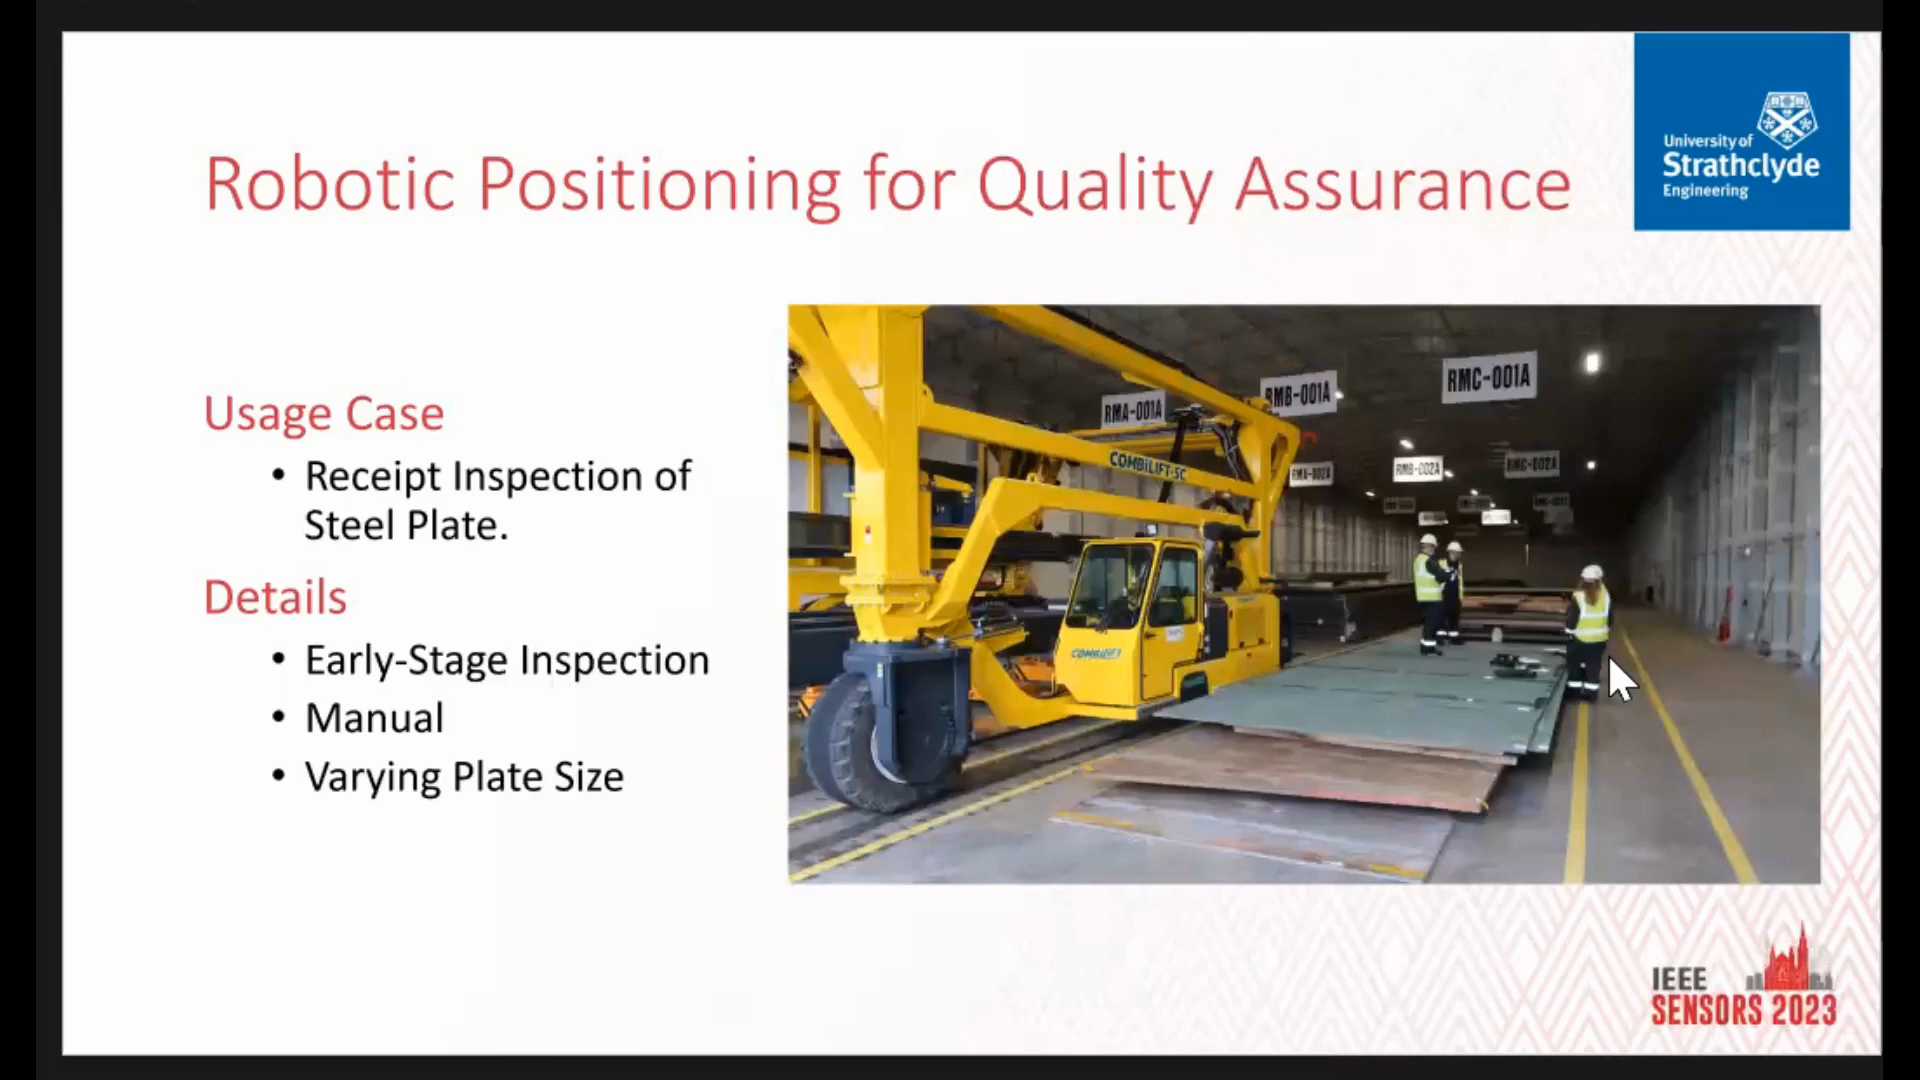 University of
Strathclyde
Engineering
Robotic Positioning for Quality Assurance
Usage Case
• Receipt Inspection of
Steel Plate.
Details
• Early-Stage Inspection
• Manual
• Varying Plate Size
RMA-001A
RMB-001A
RMC-001A
COMBILIFT-SC
RMA-002A
RMB-002A
RMC-002A
COMBILIFT
IEEE
SENSORS 2023